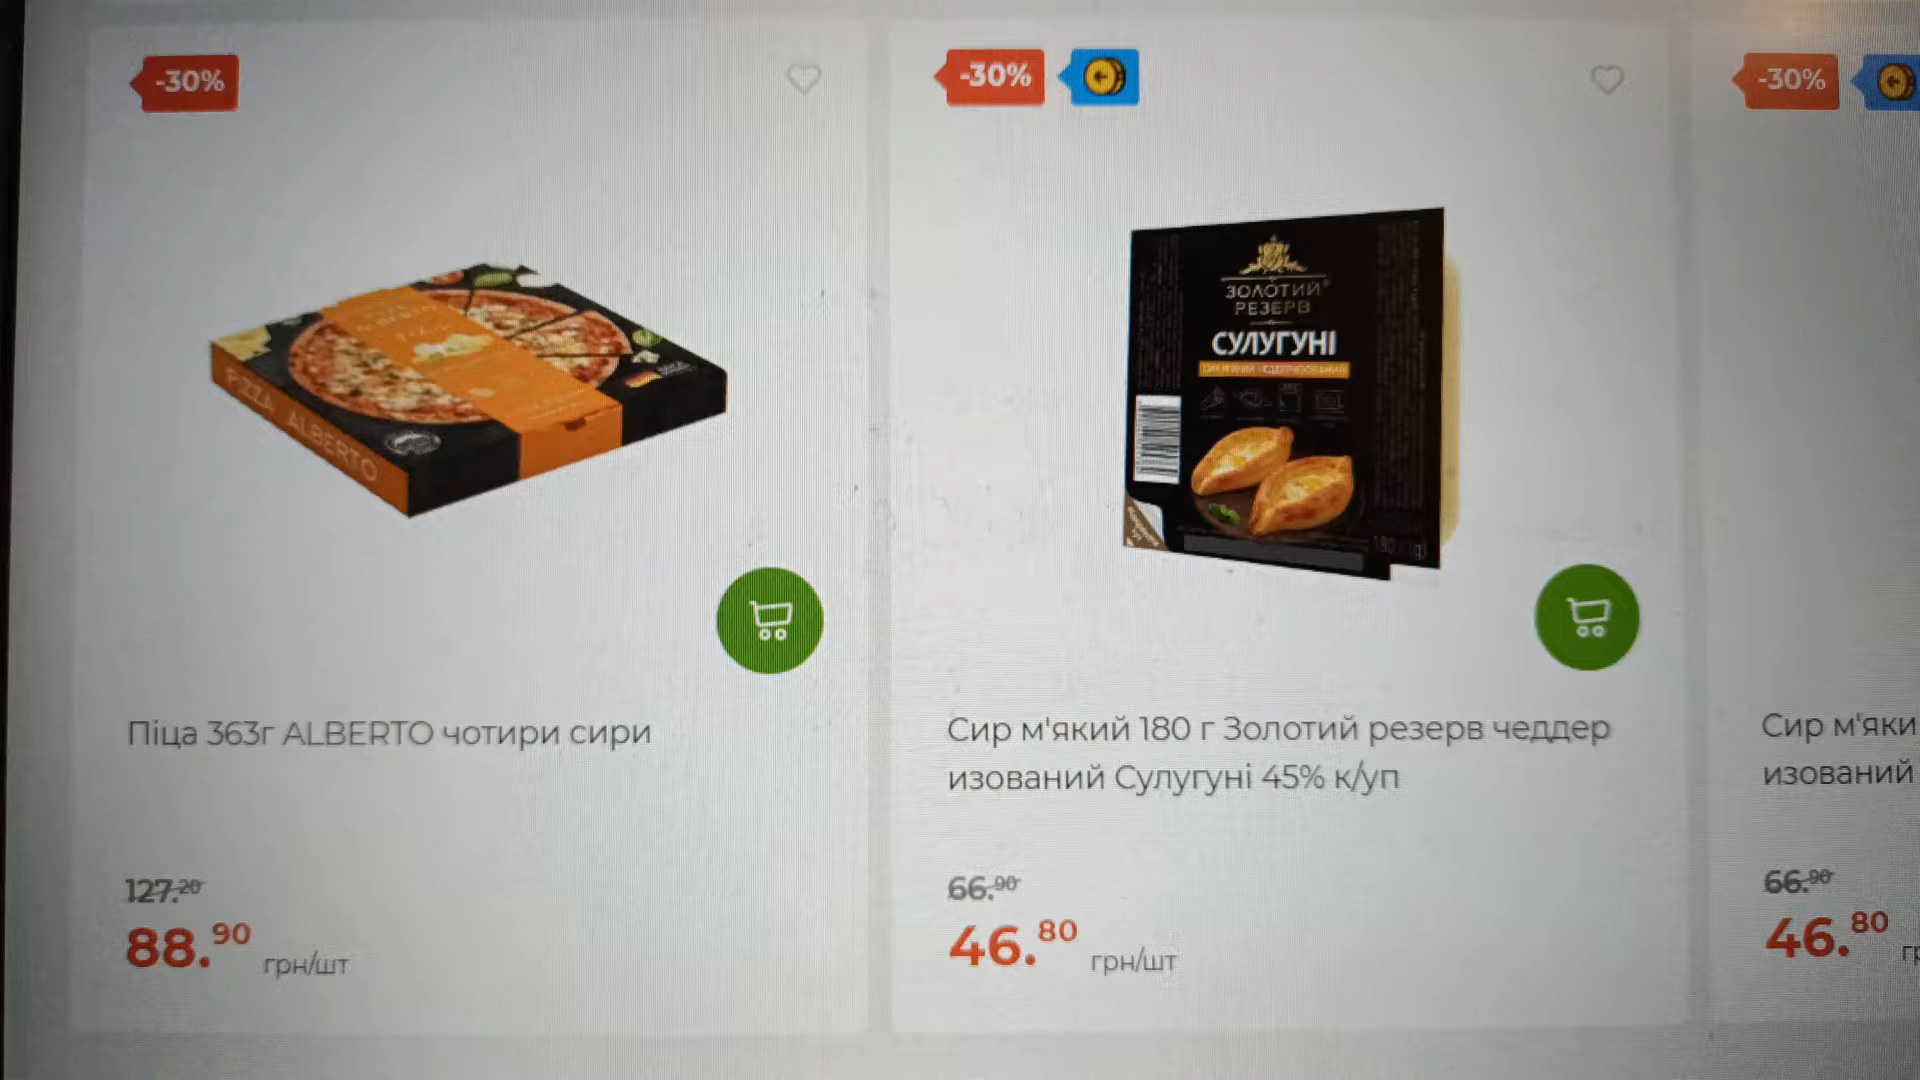 -30%
Піца 363г ALBERTO чотири сири
127.20
88.90 грн/шт
PIZZA ALBERTO
-30%
ЗОЛОТИЙ
РЕЗЕРВ
СУЛУГУНІ
Сир м'який 180 г Золотий резерв чеддер
изований Сулугуні 45% к/уп
66.90
46.80 грн/шт
-30%
Сир м'яки
изований
66.90
46.80